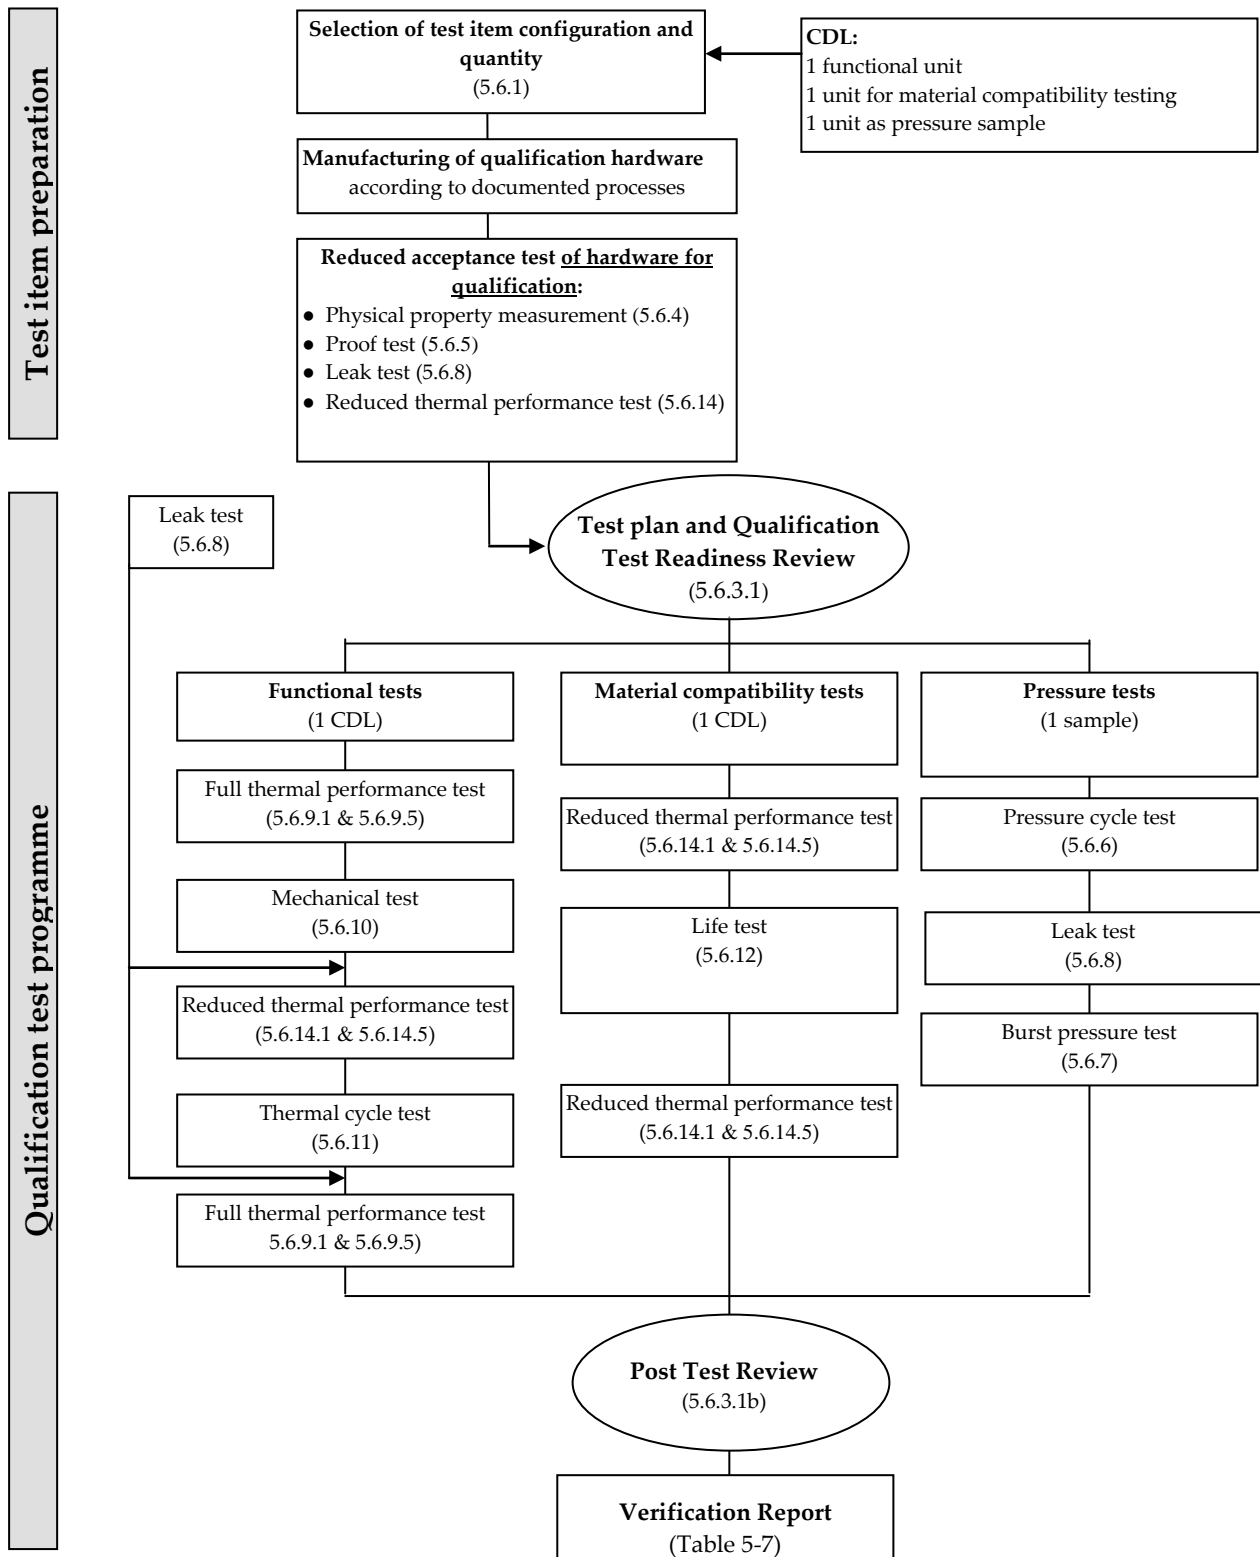 Test item preparation
Selection of test item configuration and
quantity
(5.6.1)
CDL:
1 functional unit
1 unit for material compatibility testing
1 unit as pressure sample
Manufacturing of qualification hardware
according to documented processes
Reduced acceptance test of hardware for
qualification:
● Physical property measurement (5.6.4)
● Proof test (5.6.5)
● Leak test (5.6.8)
● Reduced thermal performance test (5.6.14)
Qualification test programme
Leak test
(5.6.8)
Test plan and Qualification
Test Readiness Review
(5.6.3.1)
Functional tests
(1 CDL)
Full thermal performance test
(5.6.9.1 & 5.6.9.5)
Mechanical test
(5.6.10)
Reduced thermal performance test
(5.6.14.1 & 5.6.14.5)
Thermal cycle test
(5.6.11)
Full thermal performance test
5.6.9.1 & 5.6.9.5)
Material compatibility tests
(1 CDL)
Reduced thermal performance test
(5.6.14.1 & 5.6.14.5)
Life test
(5.6.12)
Reduced thermal performance test
(5.6.14.1 & 5.6.14.5)
Pressure tests
(1 sample)
Pressure cycle test
(5.6.6)
Leak test
(5.6.8)
Burst pressure test
(5.6.7)
Post Test Review
(5.6.3.1b)
Verification Report
(Table 5-7)